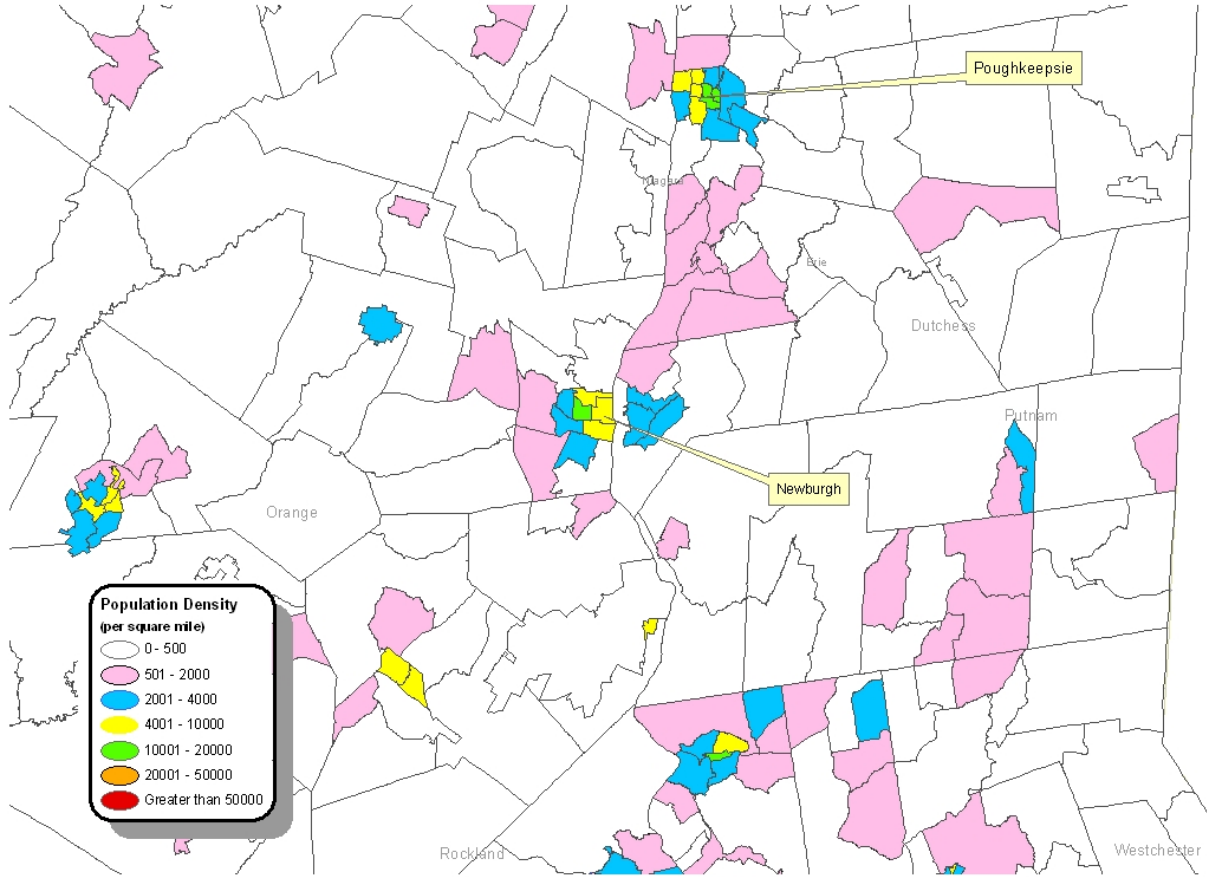 Poughkeepsie
Niagara
Erie
Dutchess
Putnam
Newburgh
Orange
Population Density
(per square mile)
0 - 500
501 - 2000
2001 - 4000
4001 - 10000
10001 - 20000
20001 - 50000
Greater than 50000
Rockland
Westchester